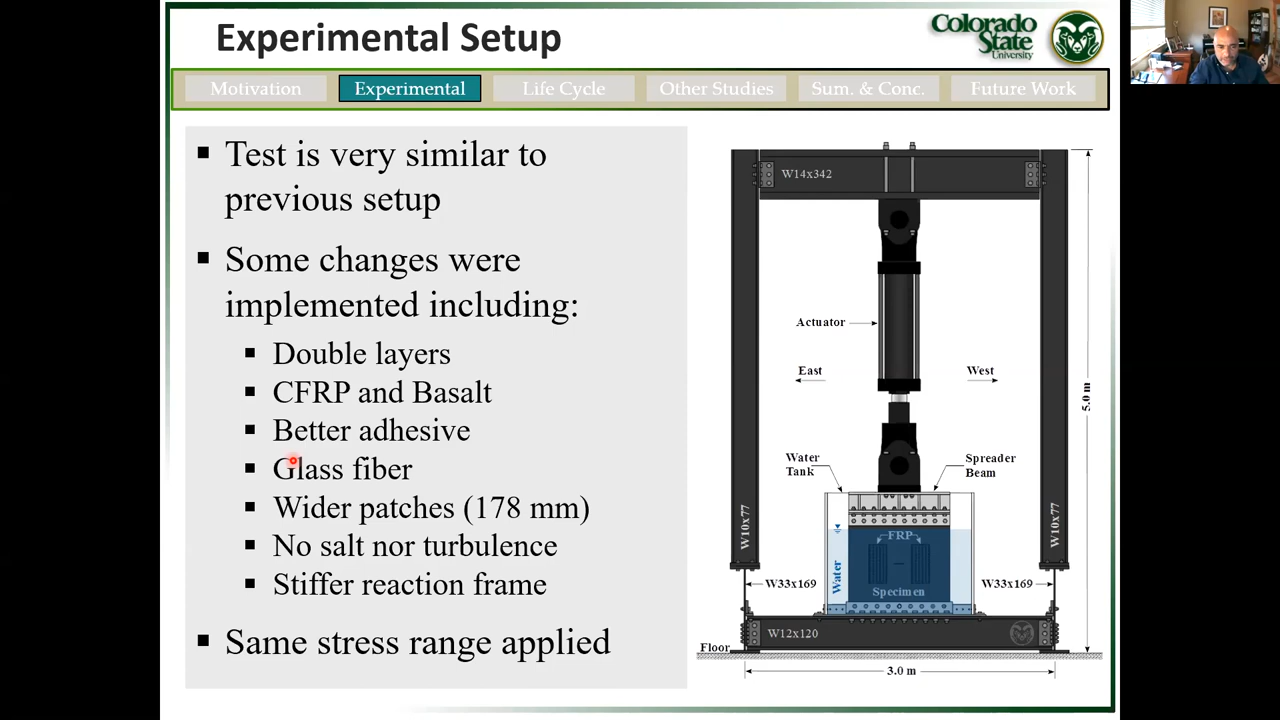 Experimental Setup
Colorado
State
University
Motivation
Experimental
Life Cycle
Other Studies
Sum. & Conc.
Future Work
▪ Test is very similar to
previous setup
▪ Some changes were
implemented including:
▪ Double layers
▪ CFRP and Basalt
▪ Better adhesive
▪ Glass fiber
▪ Wider patches (178 mm)
▪ No salt nor turbulence
▪ Stiffer reaction frame
▪ Same stress range applied
W14x342
Actuator
East
West
5.0 m
Water
Tank
Spreader
Beam
W10x77
W10x77
FRP
Water
Specimen
W33x169
W33x169
W12x120
Floor
3.0 m